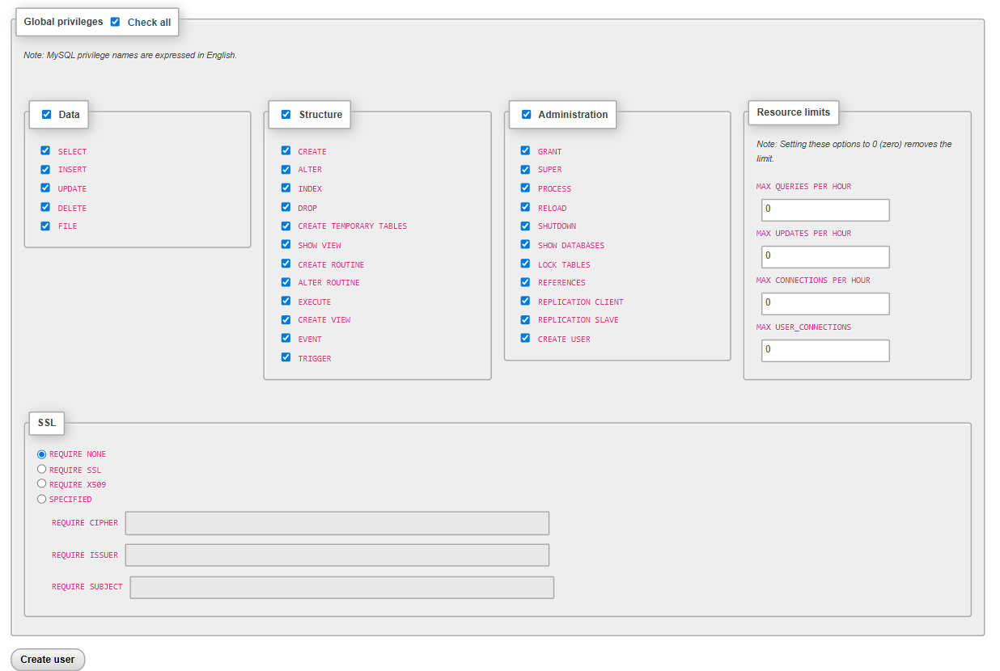 Global privileges Check all
Note: MySQL privilege names are expressed in English.
Data
SELECT
INSERT
UPDATE
DELETE
FILE
Structure
CREATE
ALTER
INDEX
DROP
CREATE TEMPORARY TABLES
SHOW VIEW
CREATE ROUTINE
ALTER ROUTINE
EXECUTE
CREATE VIEW
EVENT
TRIGGER
Administration
GRANT
SUPER
PROCESS
RELOAD
SHUTDOWN
SHOW DATABASES
LOCK TABLES
REFERENCES
REPLICATION CLIENT
REPLICATION SLAVE
CREATE USER
Resource limits
Note: Setting these options to 0 (zero) removes the
limit.
MAX QUERIES PER HOUR
0
MAX UPDATES PER HOUR
0
MAX CONNECTIONS PER HOUR
0
MAX USER_CONNECTIONS
0
SSL
REQUIRE NONE
REQUIRE SSL
REQUIRE X509
SPECIFIED
REQUIRE CIPHER
REQUIRE ISSUER
REQUIRE SUBJECT
Create user